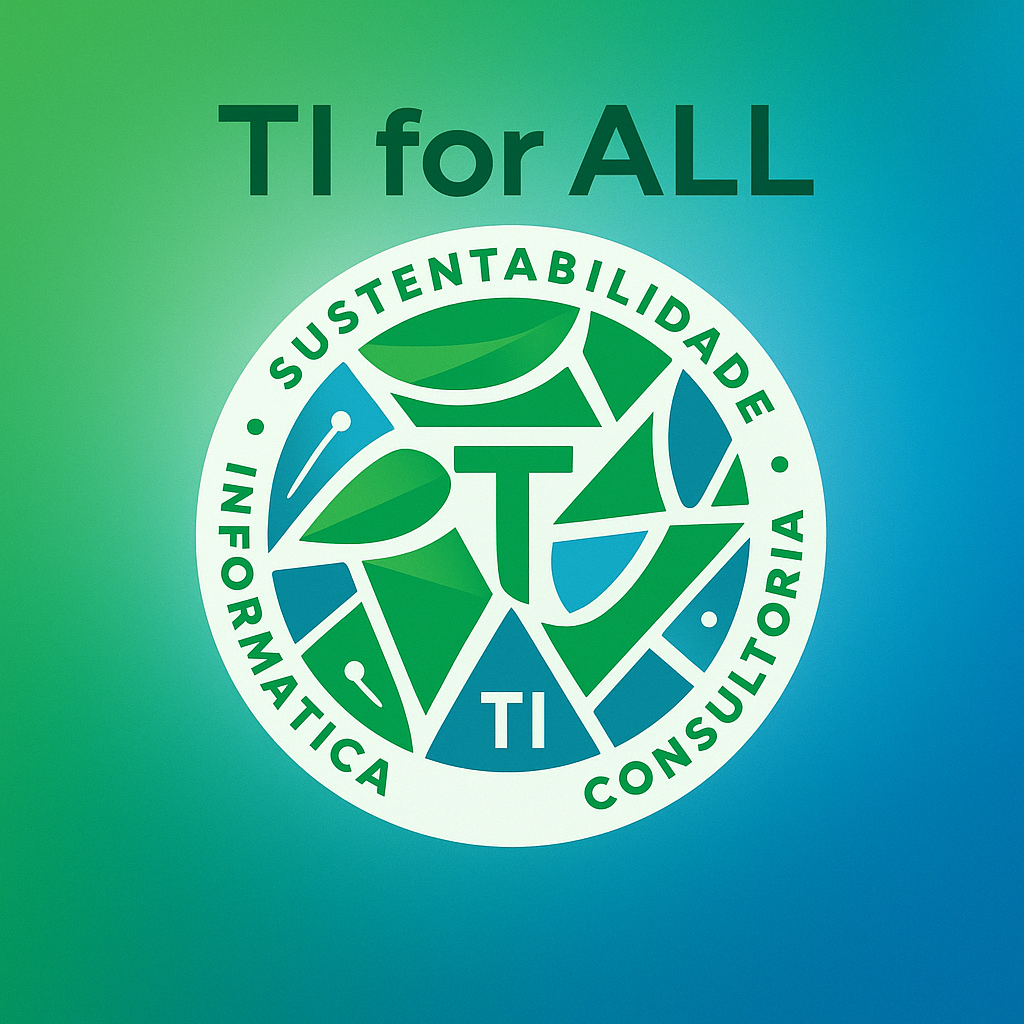 TI for ALL
SUSTENTABILIDADE
INFORMATICA
CONSULTORIA
T
TI